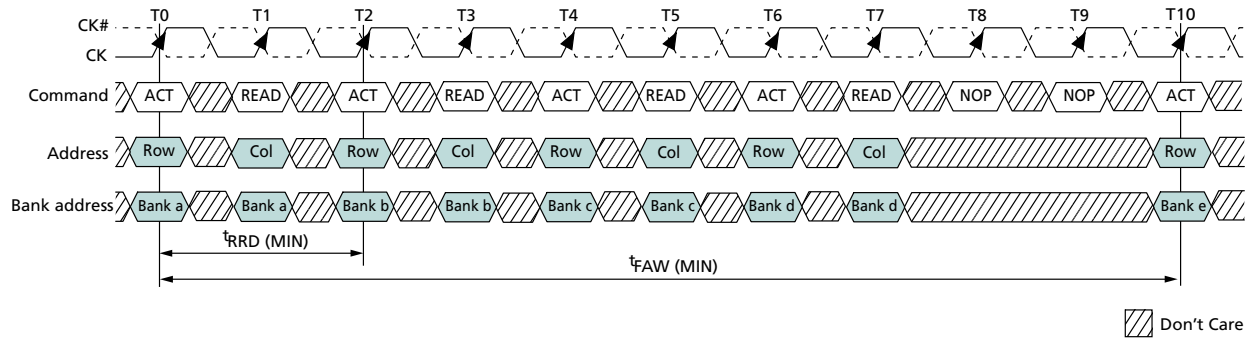 T0 T1 T2 T3 T4 T5 T6 T7 T8 T9 T10
CK#
CK
Command ACT READ ACT READ ACT READ ACT READ NOP NOP ACT
Address Row Col Row Col Row Col Row Col Row
Bank address Bank a Bank a Bank b Bank b Bank c Bank c Bank d Bank d Bank e
tRRD (MIN)
tFAW (MIN)
Don't Care